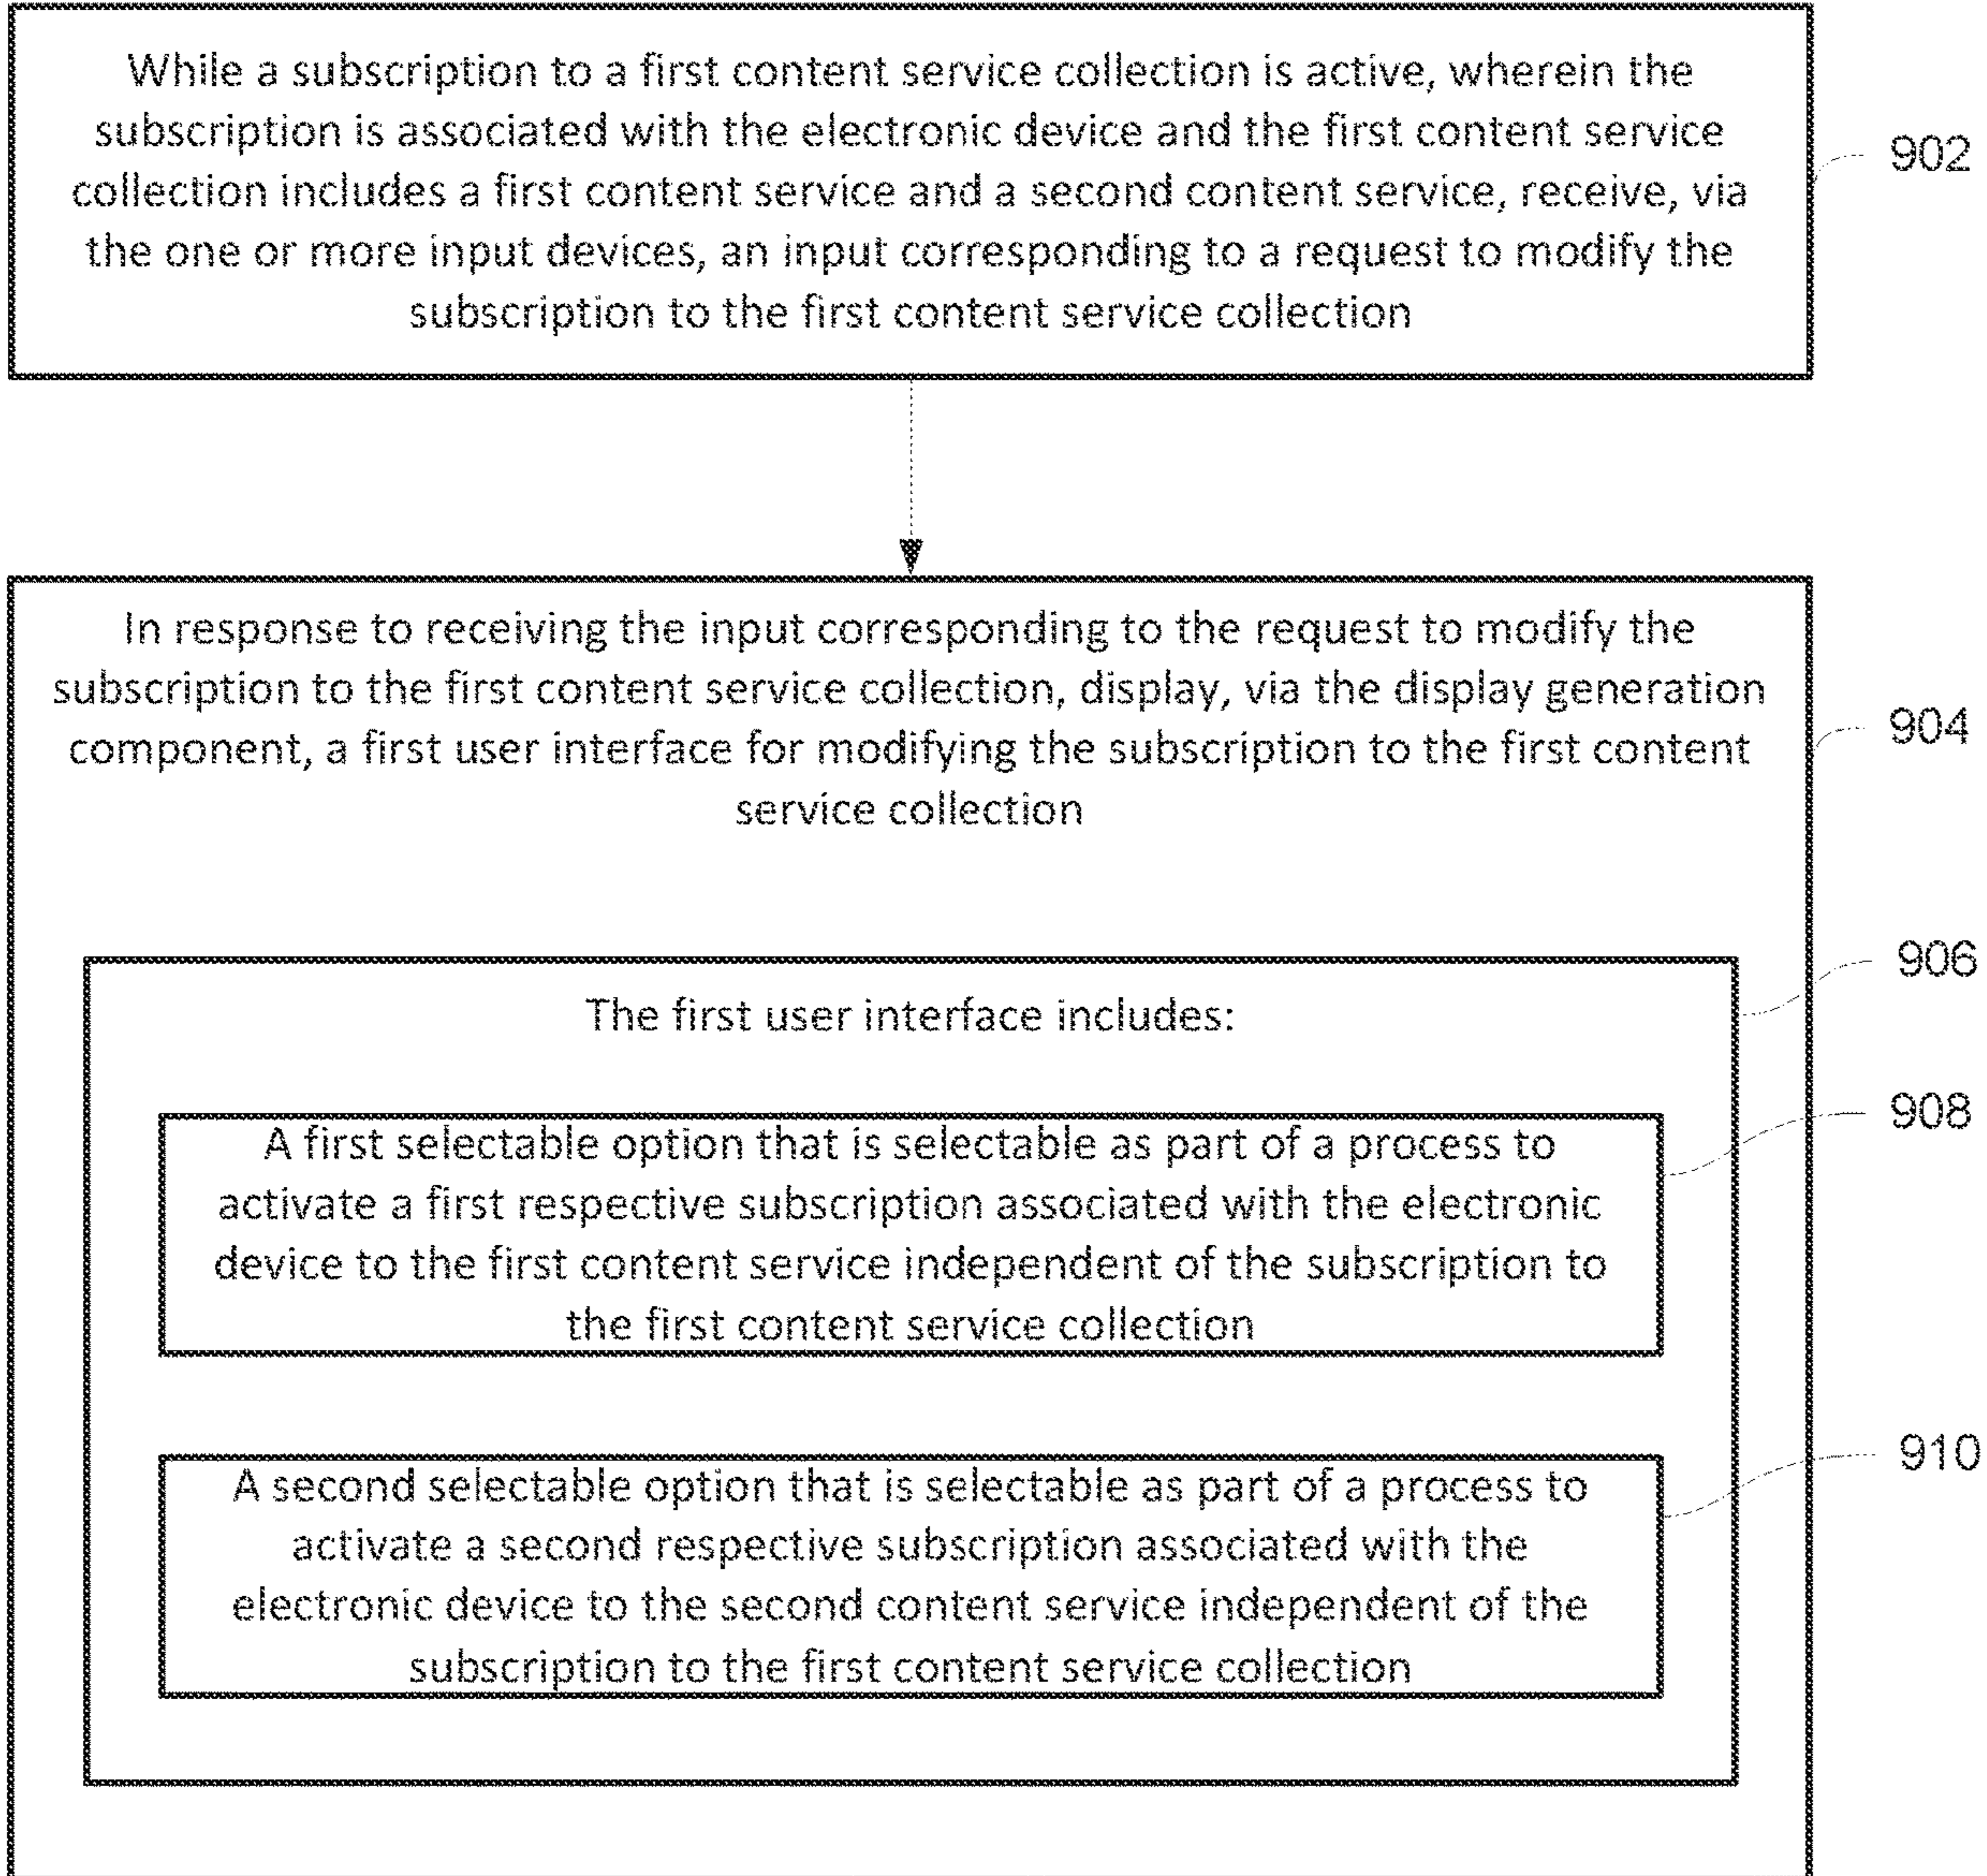 While a subscription to a first content service collection is active, wherein the
subscription is associated with the electronic device and the first content service
collection includes a first content service and a second content service, receive, via
the one or more input devices, an input corresponding to a request to modify the
subscription to the first content service collection
902
In response to receiving the input corresponding to the request to modify the
subscription to the first content service collection, display, via the display generation
component, a first user interface for modifying the subscription to the first content
service collection
904
906
The first user interface includes:
908
A first selectable option that is selectable as part of a process to
activate a first respective subscription associated with the electronic
device to the first content service independent of the subscription to
the first content service collection
910
A second selectable option that is selectable as part of a process to
activate a second respective subscription associated with the
electronic device to the second content service independent of the
subscription to the first content service collection